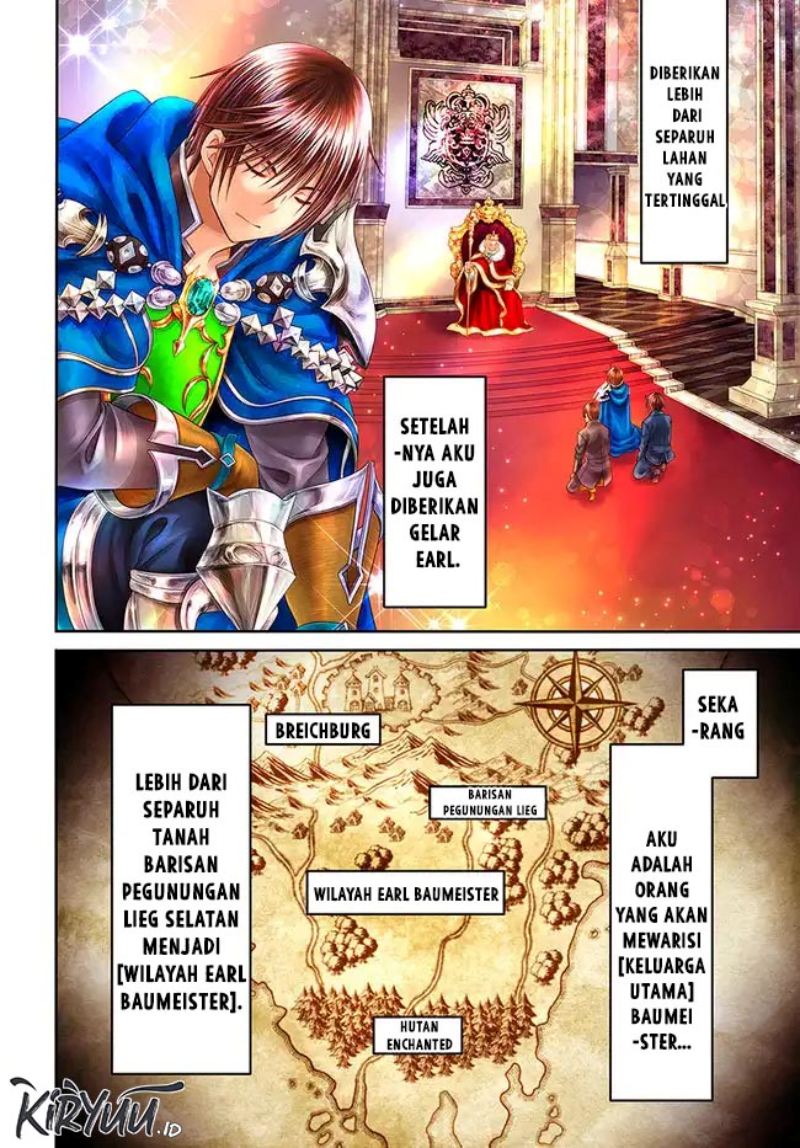 DIBERIKAN
LEBIH
DARI
SEPARUH
LAHAN
YANG
TERTINGGAL
SETELAH
-NYA AKU
JUGA
DIBERIKAN
GELAR
EARL.
SEKA
-RANG
AKU
ADALAH
ORANG
YANG AKAN
MEWARISI
[KELUARGA
UTAMA]
BAUMEI
-STER...
BREICHBURG
BARISAN
PEGUNUNGAN LIEG
WILAYAH EARL BAUMEISTER
HUTAN
ENCHANTED
LEBIH DARI
SEPARUH
TANAH
BARISAN
PEGUNUNGAN
LIEG SELATAN
MENJADI
[WILAYAH EARL
BAUMEISTER].
KIRYUU.ID